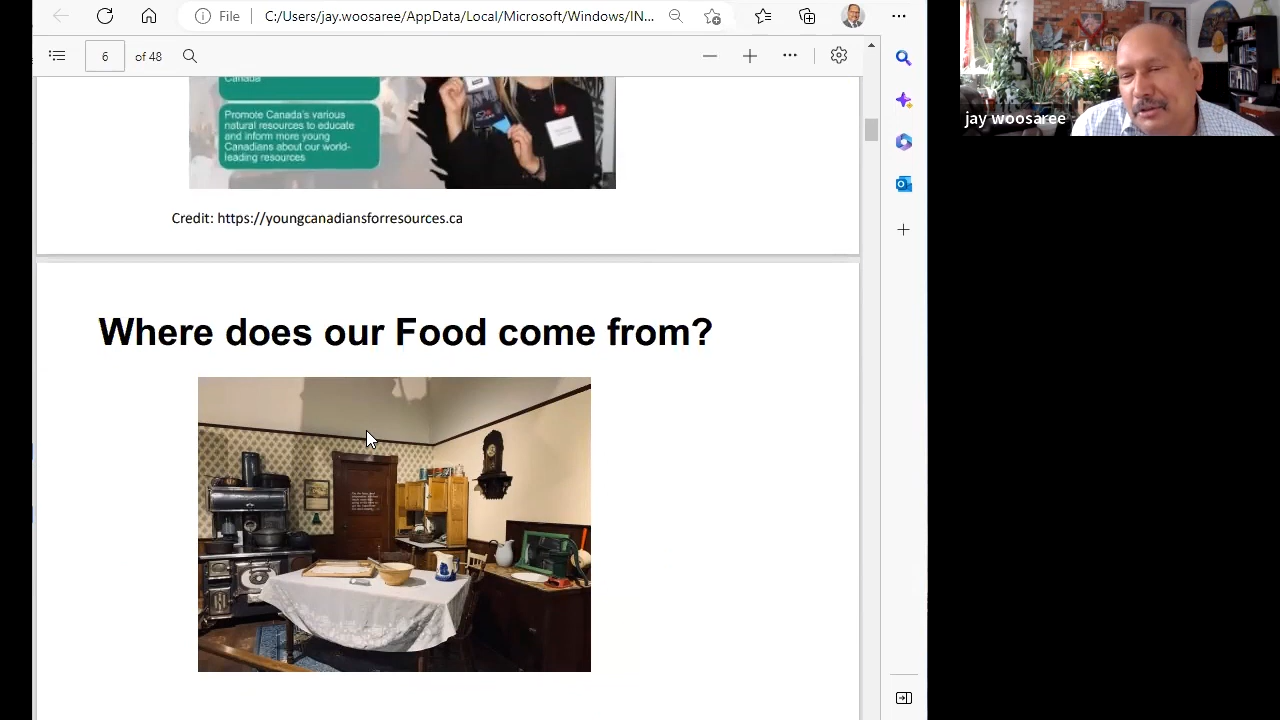 File
C:/Users/jay.woosaree/AppData/Local/Microsoft/Windows/IN...
6 of 48
Canada
Promote Canada's various
natural resources to educate
and inform more young
Canadians about our world-
leading resources
Credit: https://youngcanadiansforresources.ca
Where does our Food come from?
jay woosaree